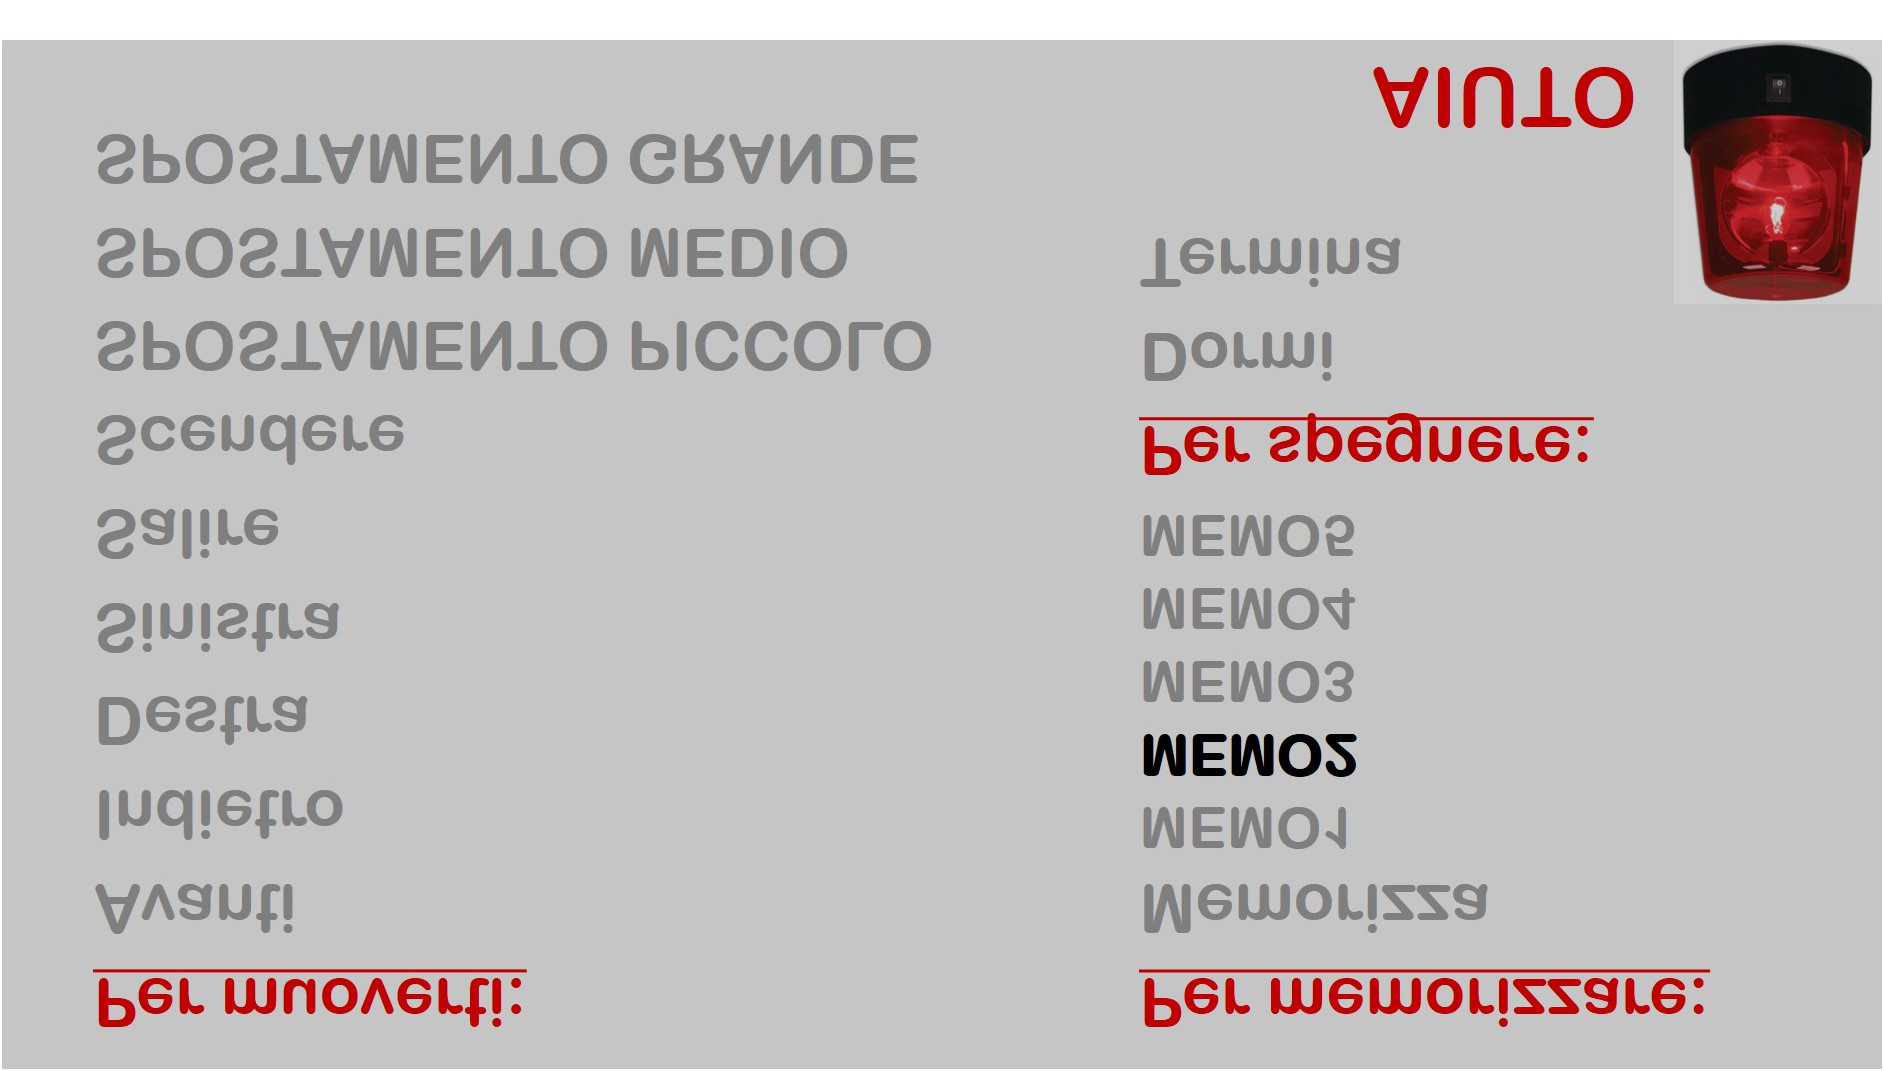 Per muoverti:
Avanti
Indietro
Destra
Sinistra
Salire
Scendere
SPOSTAMENTO PICCOLO
SPOSTAMENTO MEDIO
SPOSTAMENTO GRANDE
Per memorizzare:
Memorizza
MEMO1
MEMO2
MEMO3
MEMO4
MEMO5
Per spegnere:
Dormi
Termina
AIUTO